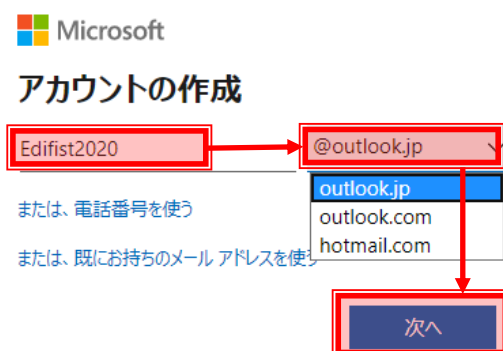 Microsoft
アカウントの作成
Edifist2020 @outlook.jp
outlook.jp
outlook.com
hotmail.com
または、電話番号を使う
または、既にお持ちのメール アドレスを使う
次へ